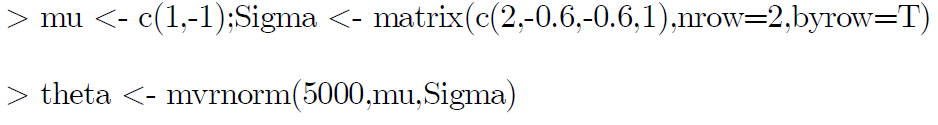 > mu <- c(1,-1);Sigma <- matrix(c(2,-0.6,-0.6,1),nrow=2,byrow=T)
> theta <- mvrnorm(5000,mu,Sigma)